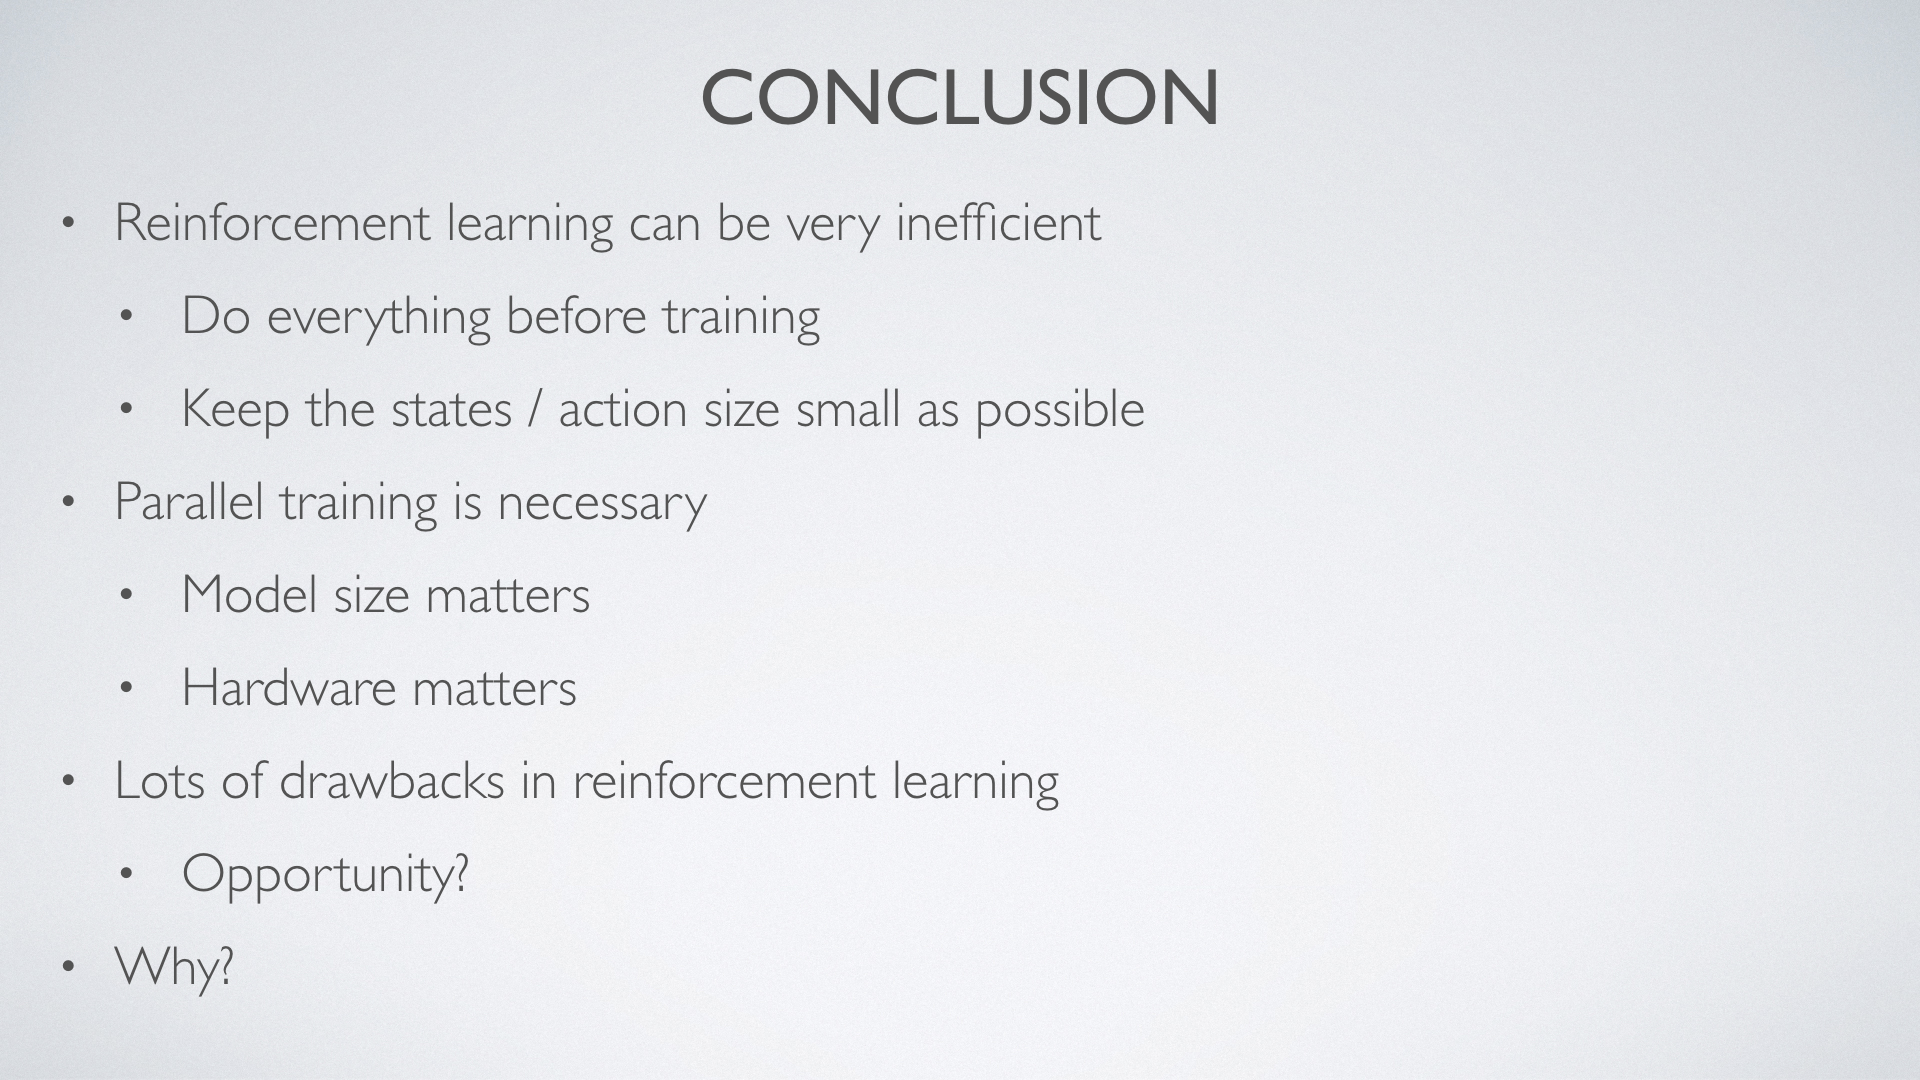 CONCLUSION
• Reinforcement learning can be very inefficient
• Do everything before training
• Keep the states / action size small as possible
• Parallel training is necessary
• Model size matters
• Hardware matters
• Lots of drawbacks in reinforcement learning
• Opportunity?
• Why?